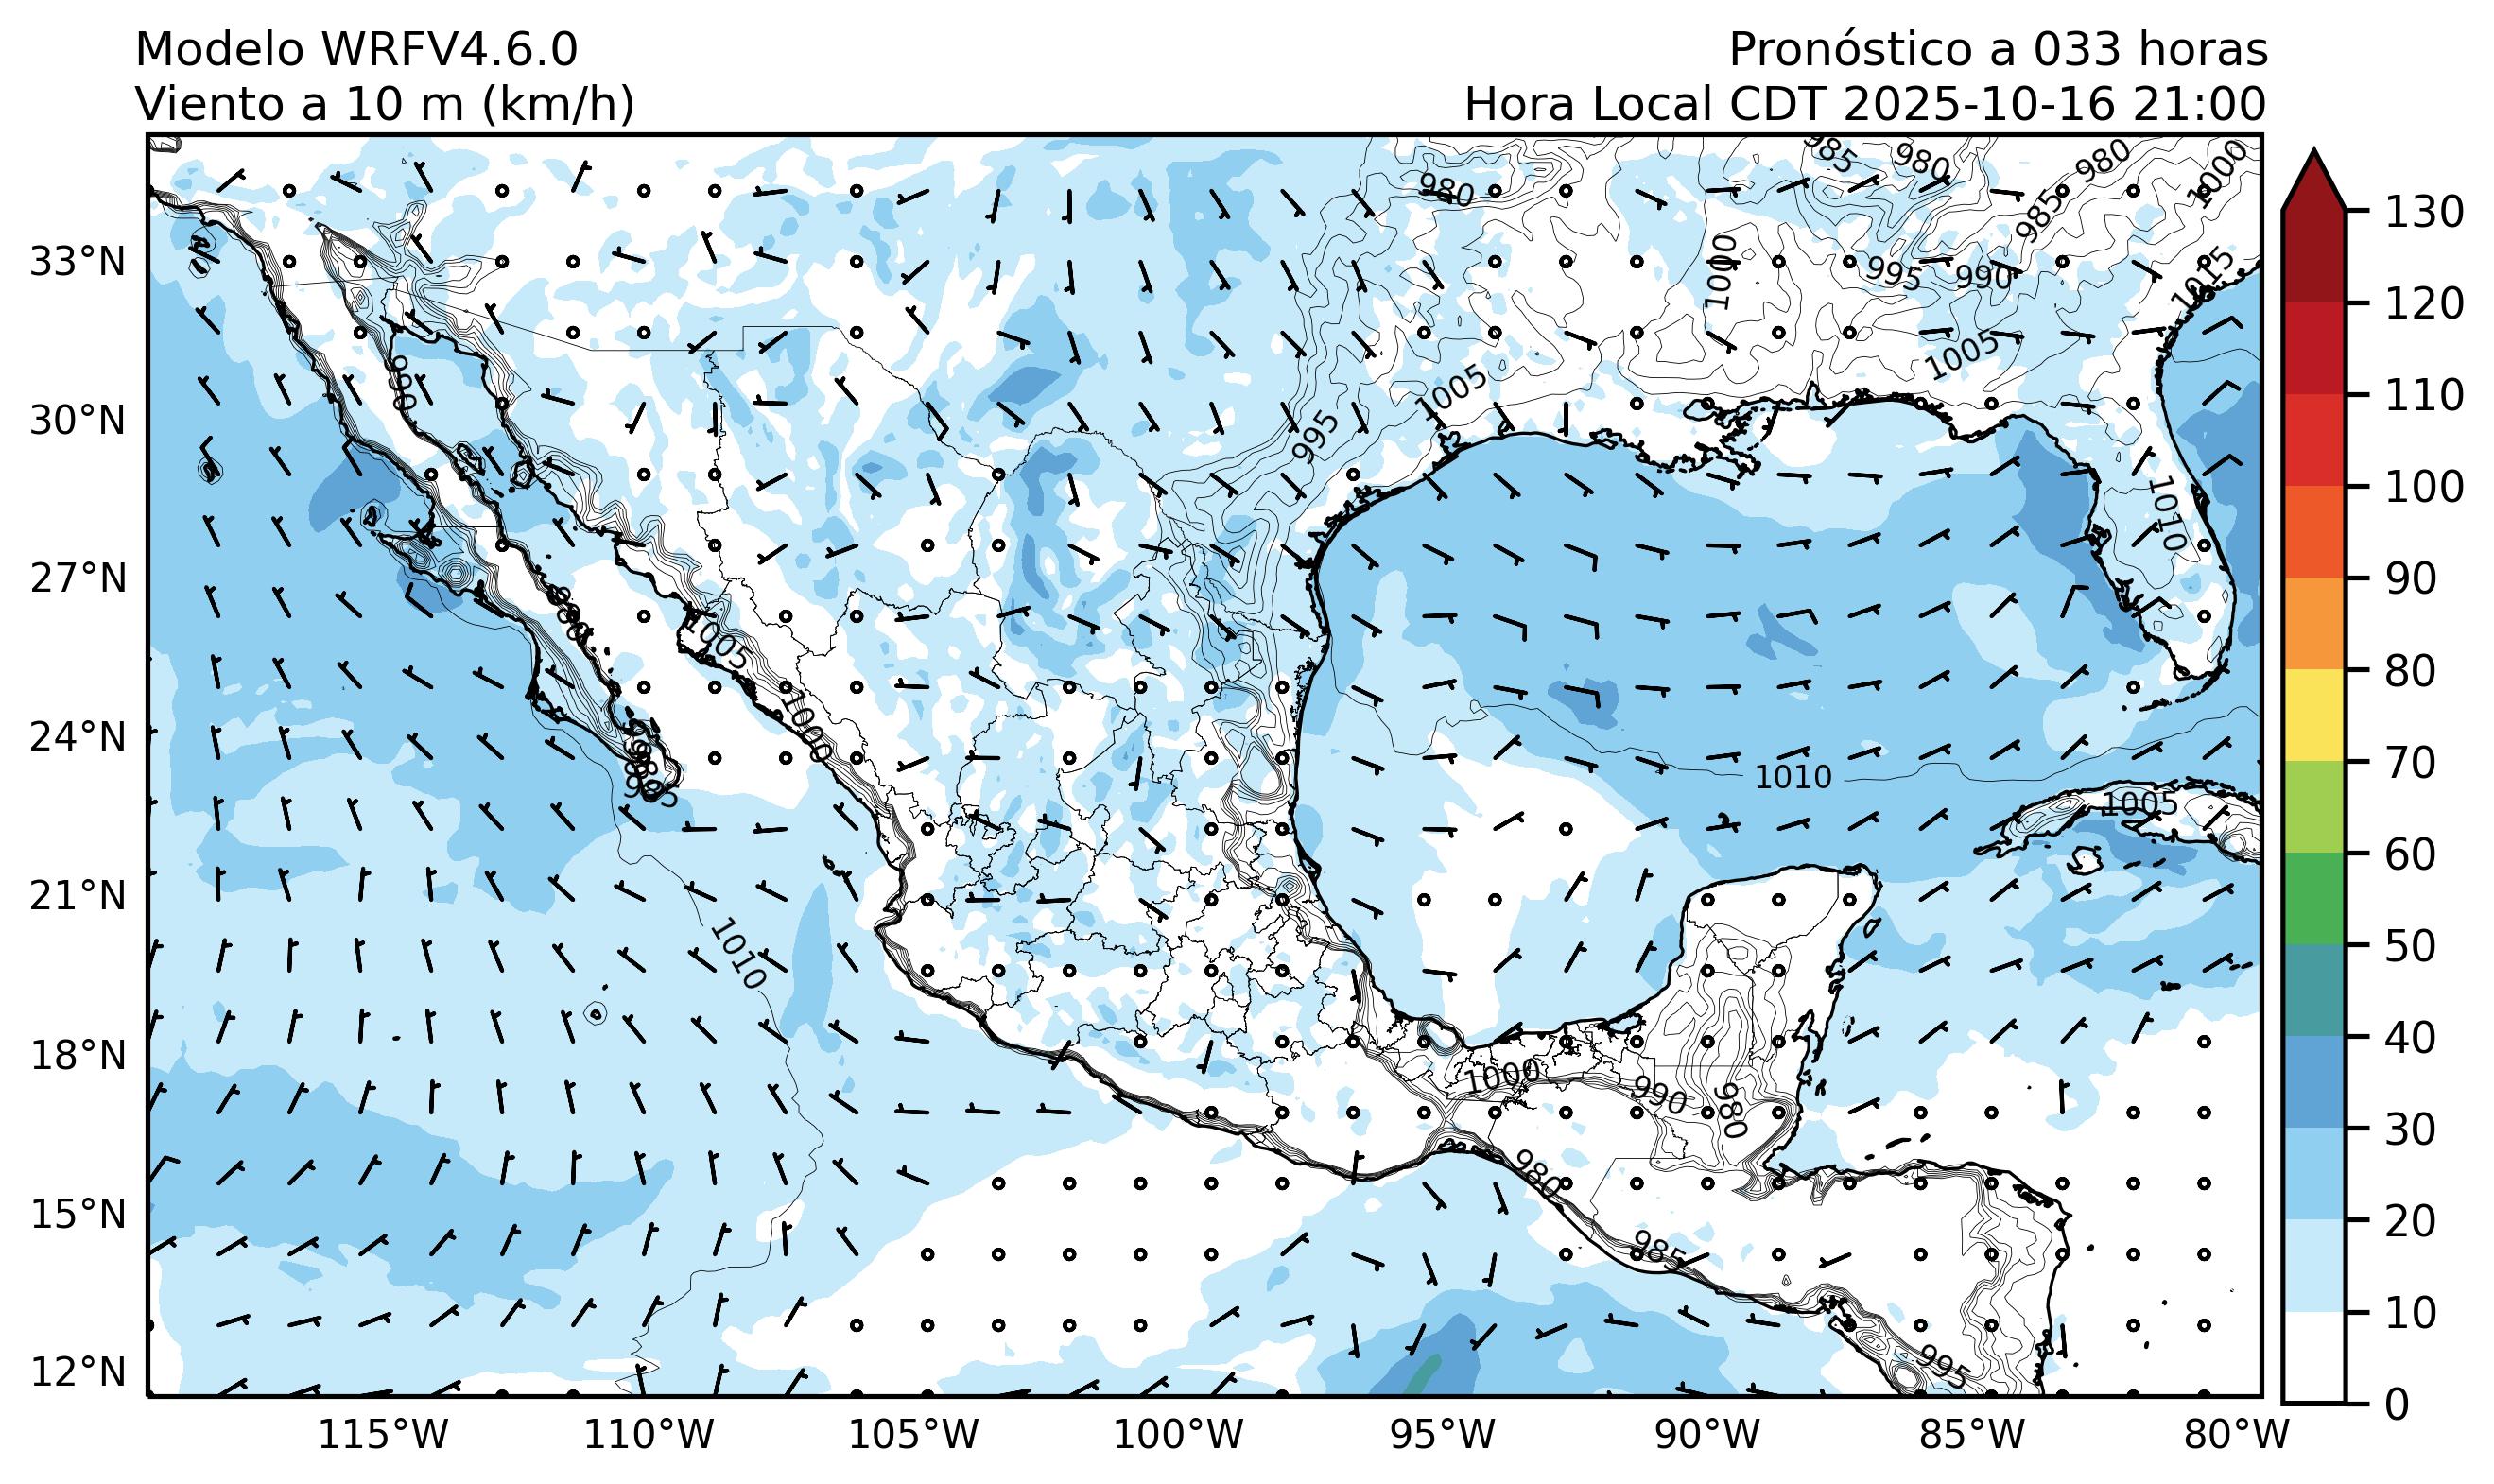 Modelo WRFV4.6.0
Viento a 10 m (km/h)
Pronóstico a 033 horas
Hora Local CDT 2025-10-16 21:00
33°N
30°N
27°N
24°N
21°N
18°N
15°N
12°N
115°W
110°W
105°W
100°W
95°W
90°W
85°W
80°W
130
120
110
100
90
80
70
60
50
40
30
20
10
0
980
985
980
980
1000
985
1000
995
990
1015
1005
1005
995
990
1010
1005
1000
985
1010
1005
1010
1000
990
980
980
985
995